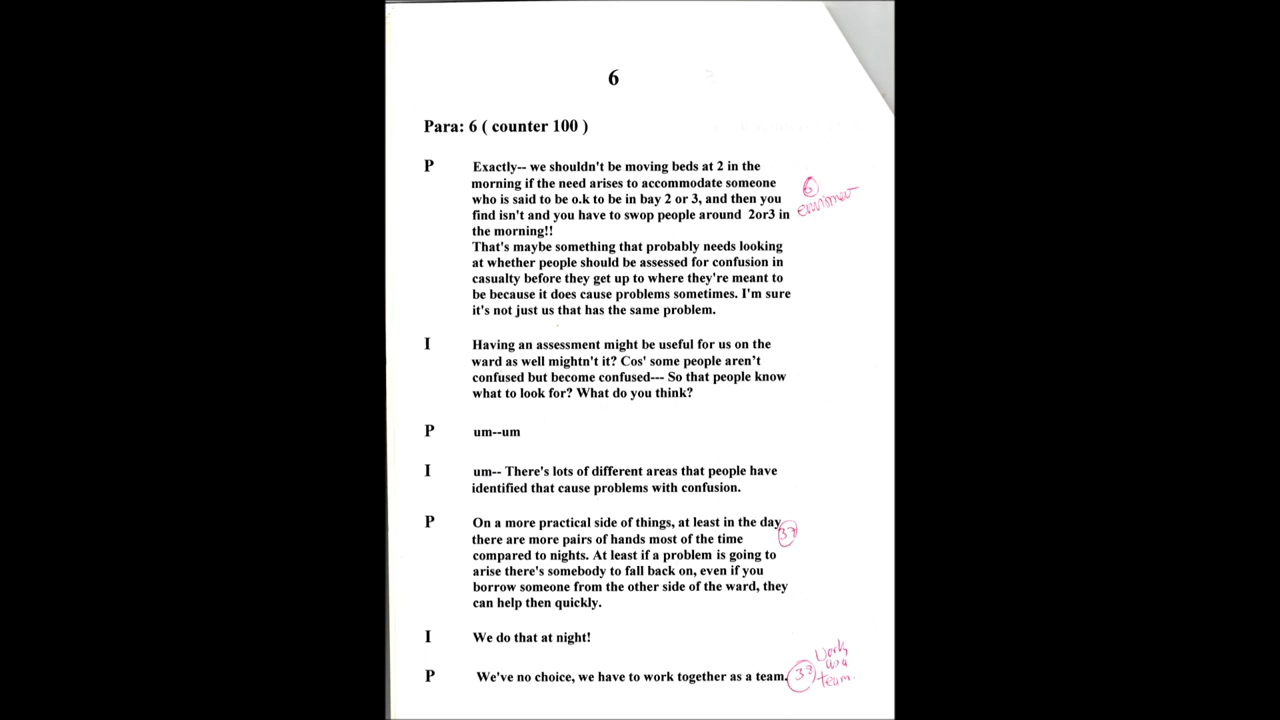 6
Para: 6 ( counter 100 )
P Exactly-- we shouldn't be moving beds at 2 in the
morning if the need arises to accommodate someone
who is said to be o.k to be in bay 2 or 3, and then you
find isn't and you have to swop people around 2or3 in
the morning!!
6
That's maybe something that probably needs looking
at whether people should be assessed for confusion in
casualty before they get up to where they're meant to
be because it does cause problems sometimes. I'm sure
it's not just us that has the same problem.
I Having an assessment might be useful for us on the
ward as well mightn't it? Cos' some people aren't
confused but become confused--- So that people know
what to look for? What do you think?
P um--um
I um-- There's lots of different areas that people have
identified that cause problems with confusion.
P On a more practical side of things, at least in the day
there are more pairs of hands most of the time
compared to nights. At least if a problem is going to
arise there's somebody to fall back on, even if you
borrow someone from the other side of the ward, they
can help then quickly.
37
I We do that at night!
P We've no choice, we have to work together as a team.
38
Work
as a
team.